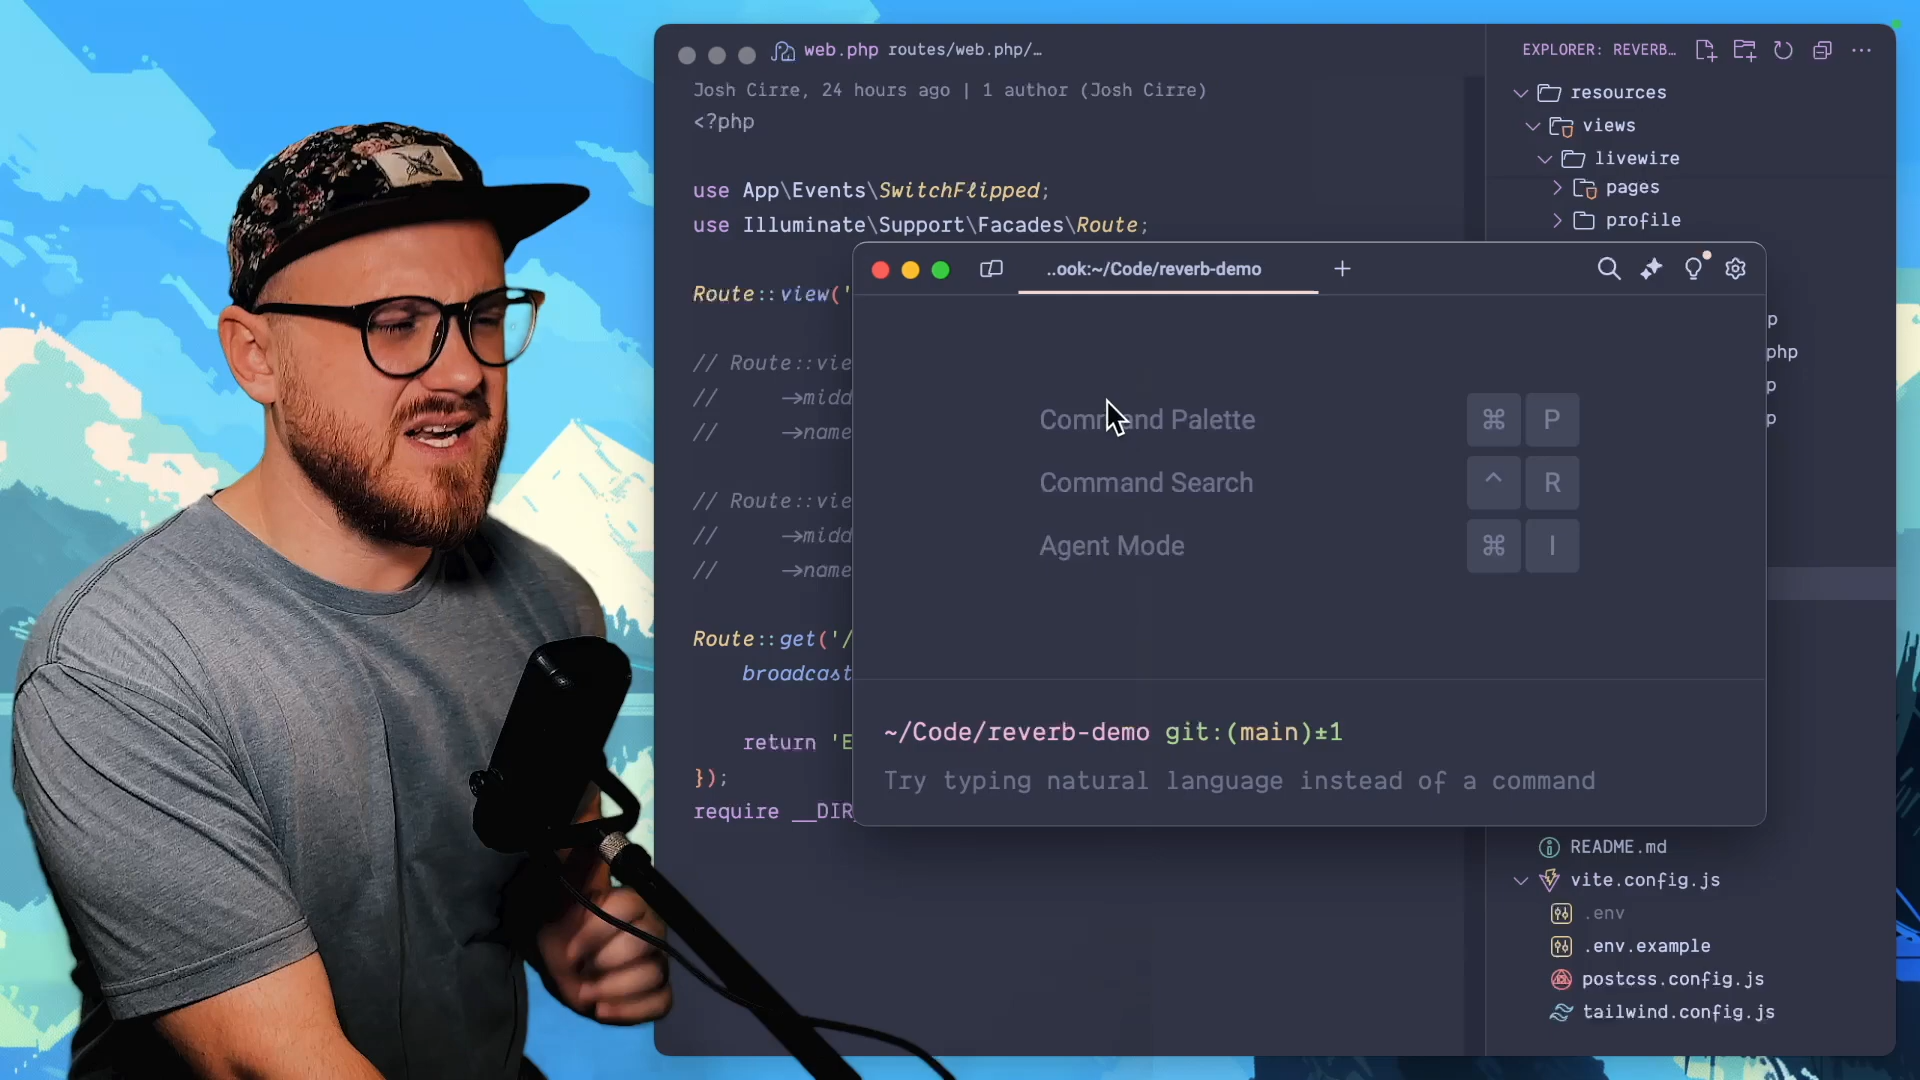 web.php routes/web.php/…
Josh Cirre, 24 hours ago | 1 author (Josh Cirre)
<?php
use App\Events\SwitchFlipped;
use Illuminate\Support\Facades\Route;
Route::view('
// Route::vie
// ->midd
// ->name
// Route::vie
// ->midd
// ->name
Route::get('/
broadcast
return 'E
});
require __DIR
EXPLORER: REVERB…
resources
views
livewire
pages
profile
p
php
p
p
README.md
vite.config.js
.env
.env.example
postcss.config.js
tailwind.config.js
..ook:~/Code/reverb-demo
Command Palette ⌘ P
Command Search ^ R
Agent Mode ⌘ I
~/Code/reverb-demo git:(main)±1
Try typing natural language instead of a command